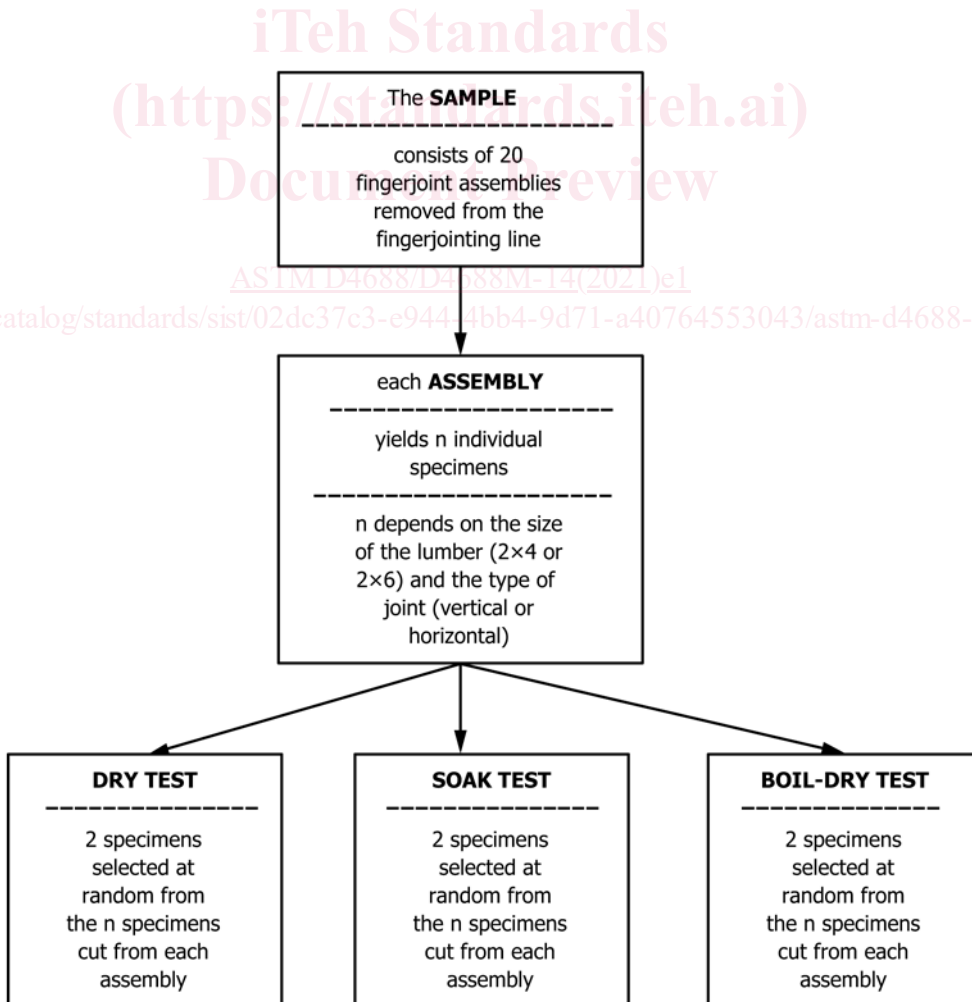 iTeh Standards
(https://standards.iteh.ai)
Document Preview
ASTM D4688/D4688M-14(2021)e1
catalog/standards/sist/02dc37c3-e944-4bb4-9d71-a40764553043/astm-d4688-
The SAMPLE
consists of 20
fingerjoint assemblies
removed from the
fingerjointing line
each ASSEMBLY
yields n individual
specimens
n depends on the size
of the lumber (2×4 or
2×6) and the type of
joint (vertical or
horizontal)
DRY TEST
2 specimens
selected at
random from
the n specimens
cut from each
assembly
SOAK TEST
2 specimens
selected at
random from
the n specimens
cut from each
assembly
BOIL-DRY TEST
2 specimens
selected at
random from
the n specimens
cut from each
assembly